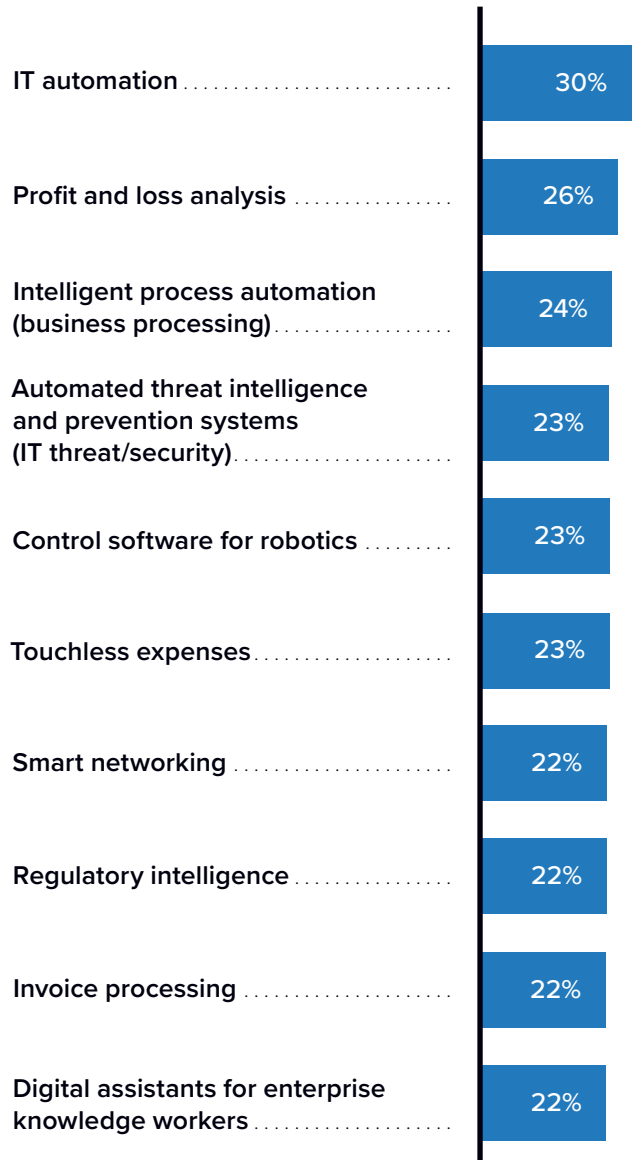 IT automation 30%
Profit and loss analysis 26%
Intelligent process automation
(business processing) 24%
Automated threat intelligence
and prevention systems
(IT threat/security) 23%
Control software for robotics 23%
Touchless expenses 23%
Smart networking 22%
Regulatory intelligence 22%
Invoice processing 22%
Digital assistants for enterprise
knowledge workers 22%